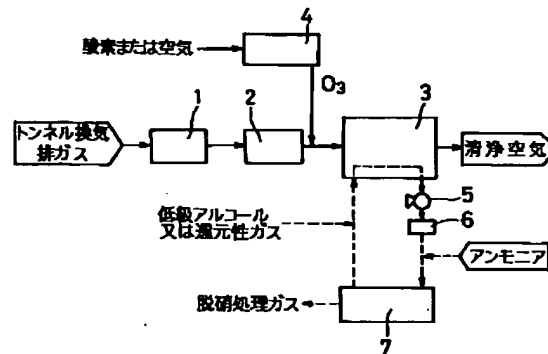 4
酸素または空気
O3
1
2
3
トンネル換気
排ガス
清浄空気
5
低級アルコール
又は還元性ガス
6
アンモニア
脱硝処理ガス
7